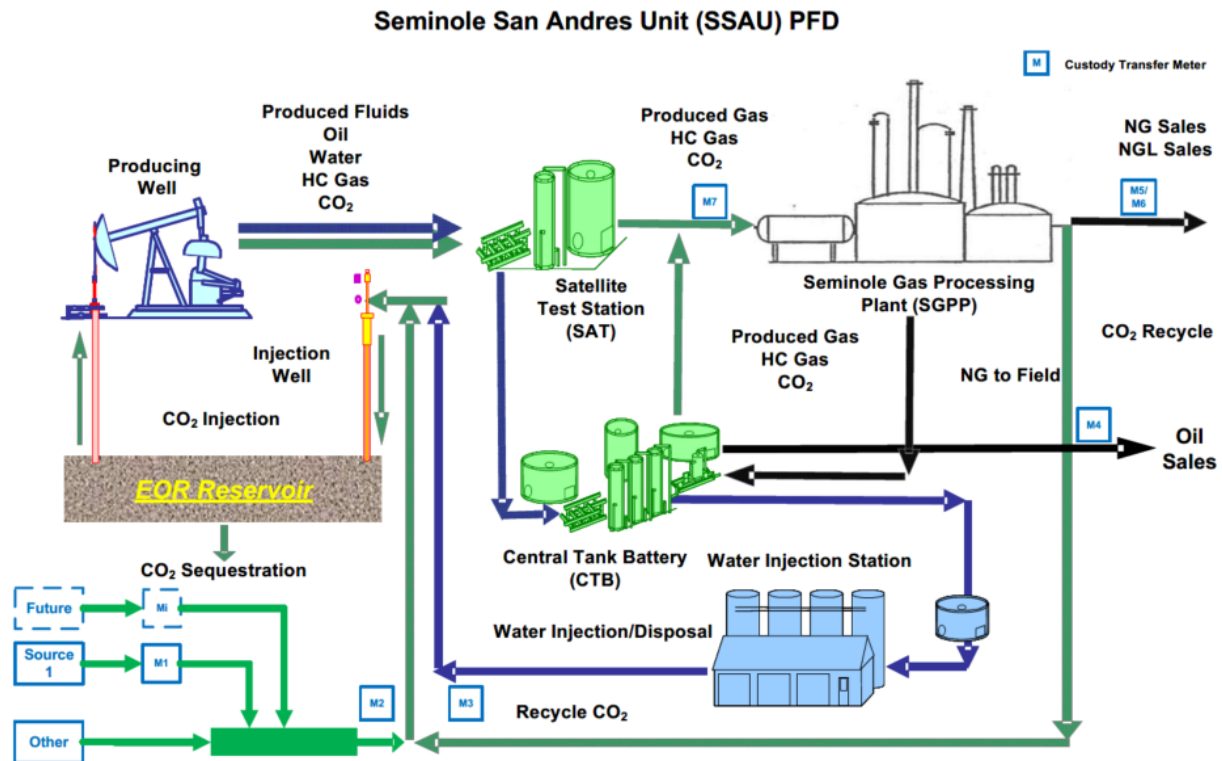 Seminole San Andres Unit (SSAU) PFD
M
Custody Transfer Meter
Produced Fluids
Oil
Water
HC Gas
CO₂
Producing
Well
Produced Gas
HC Gas
CO₂
M7
NG Sales
NGL Sales
M5/
M6
Satellite
Test Station
(SAT)
Seminole Gas Processing
Plant (SGPP)
Injection
Well
CO₂ Injection
EOR Reservoir
Produced Gas
HC Gas
CO₂
CO₂ Recycle
NG to Field
M4
Oil
Sales
CO₂ Sequestration
Central Tank Battery
(CTB)
Water Injection Station
Future
Mi
Source
1
M1
Water Injection/Disposal
M2
M3
Recycle CO₂
Other